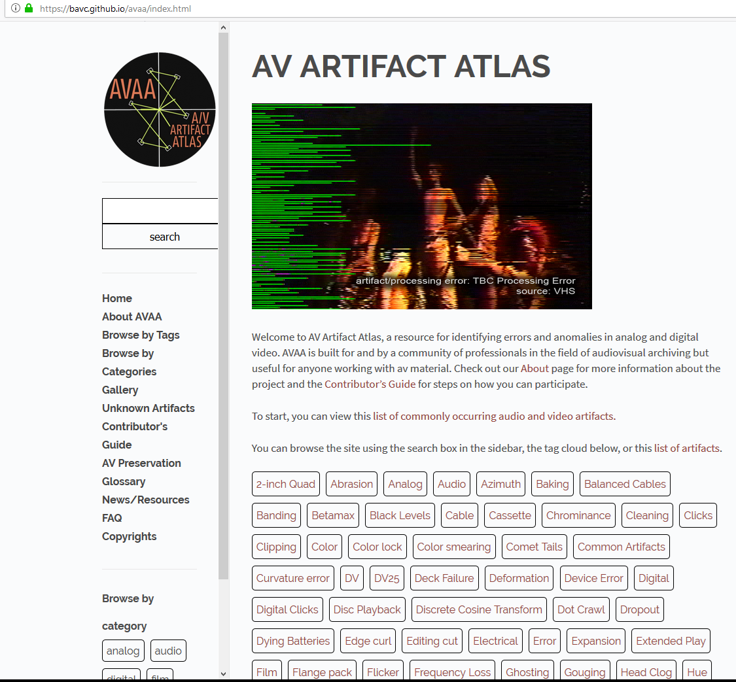 https://bavc.github.io/avaa/index.html
AVAA
A/V
ARTIFACT
ATLAS
search
Home
About AVAA
Browse by Tags
Browse by
Categories
Gallery
Unknown Artifacts
Contributor's
Guide
AV Preservation
Glossary
News/Resources
FAQ
Copyrights
Browse by
category
analog audio
digital film
AV ARTIFACT ATLAS
artifact/processing error: TBC Processing Error
source: VHS
Welcome to AV Artifact Atlas, a resource for identifying errors and anomalies in analog and digital
video. AVAA is built for and by a community of professionals in the field of audiovisual archiving but
useful for anyone working with av material. Check out our About page for more information about the
project and the Contributor's Guide for steps on how you can participate.
To start, you can view this list of commonly occurring audio and video artifacts.
You can browse the site using the search box in the sidebar, the tag cloud below, or this list of artifacts.
2-inch Quad Abrasion Analog Audio Azimuth Baking Balanced Cables
Banding Betamax Black Levels Cable Cassette Chrominance Cleaning Clicks
Clipping Color Color lock Color smearing Comet Tails Common Artifacts
Curvature error DV DV25 Deck Failure Deformation Device Error Digital
Digital Clicks Disc Playback Discrete Cosine Transform Dot Crawl Dropout
Dying Batteries Edge curl Editing cut Electrical Error Expansion Extended Play
Film Flange pack Flicker Frequency Loss Ghosting Gouging Head Clog Hue